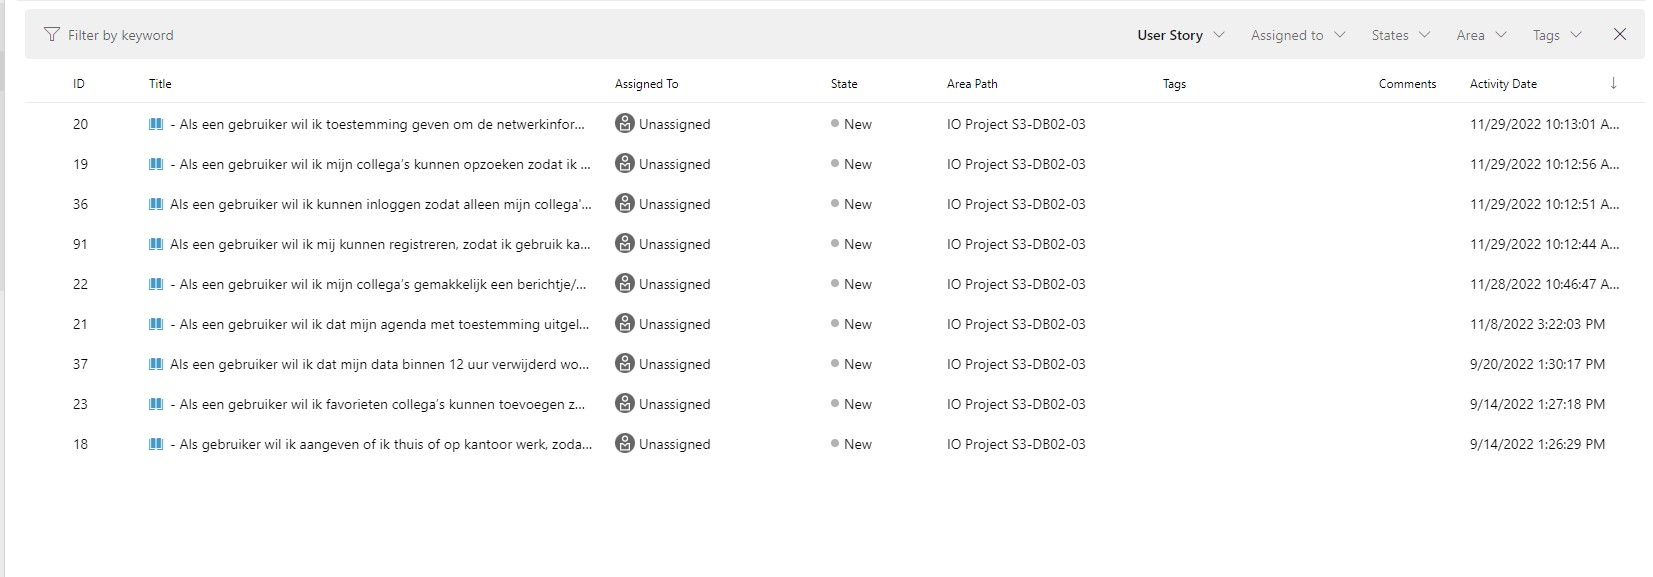 Filter by keyword User Story Assigned to States Area Tags
ID Title Assigned To State Area Path Tags Comments Activity Date
20 - Als een gebruiker wil ik toestemming geven om de netwerkinfor... Unassigned New IO Project S3-DB02-03 11/29/2022 10:13:01 A...
19 - Als een gebruiker wil ik mijn collega's kunnen opzoeken zodat ik ... Unassigned New IO Project S3-DB02-03 11/29/2022 10:12:56 A...
36 Als een gebruiker wil ik kunnen inloggen zodat alleen mijn collega'... Unassigned New IO Project S3-DB02-03 11/29/2022 10:12:51 A...
91 Als een gebruiker wil ik mij kunnen registreren, zodat ik gebruik ka... Unassigned New IO Project S3-DB02-03 11/29/2022 10:12:44 A...
22 - Als een gebruiker wil ik mijn collega's gemakkelijk een berichtje/... Unassigned New IO Project S3-DB02-03 11/28/2022 10:46:47 A...
21 - Als een gebruiker wil ik dat mijn agenda met toestemming uitgel... Unassigned New IO Project S3-DB02-03 11/8/2022 3:22:03 PM
37 Als een gebruiker wil ik dat mijn data binnen 12 uur verwijderd wo... Unassigned New IO Project S3-DB02-03 9/20/2022 1:30:17 PM
23 - Als een gebruiker wil ik favorieten collega's kunnen toevoegen z... Unassigned New IO Project S3-DB02-03 9/14/2022 1:27:18 PM
18 - Als gebruiker wil ik aangeven of ik thuis of op kantoor werk, zoda... Unassigned New IO Project S3-DB02-03 9/14/2022 1:26:29 PM